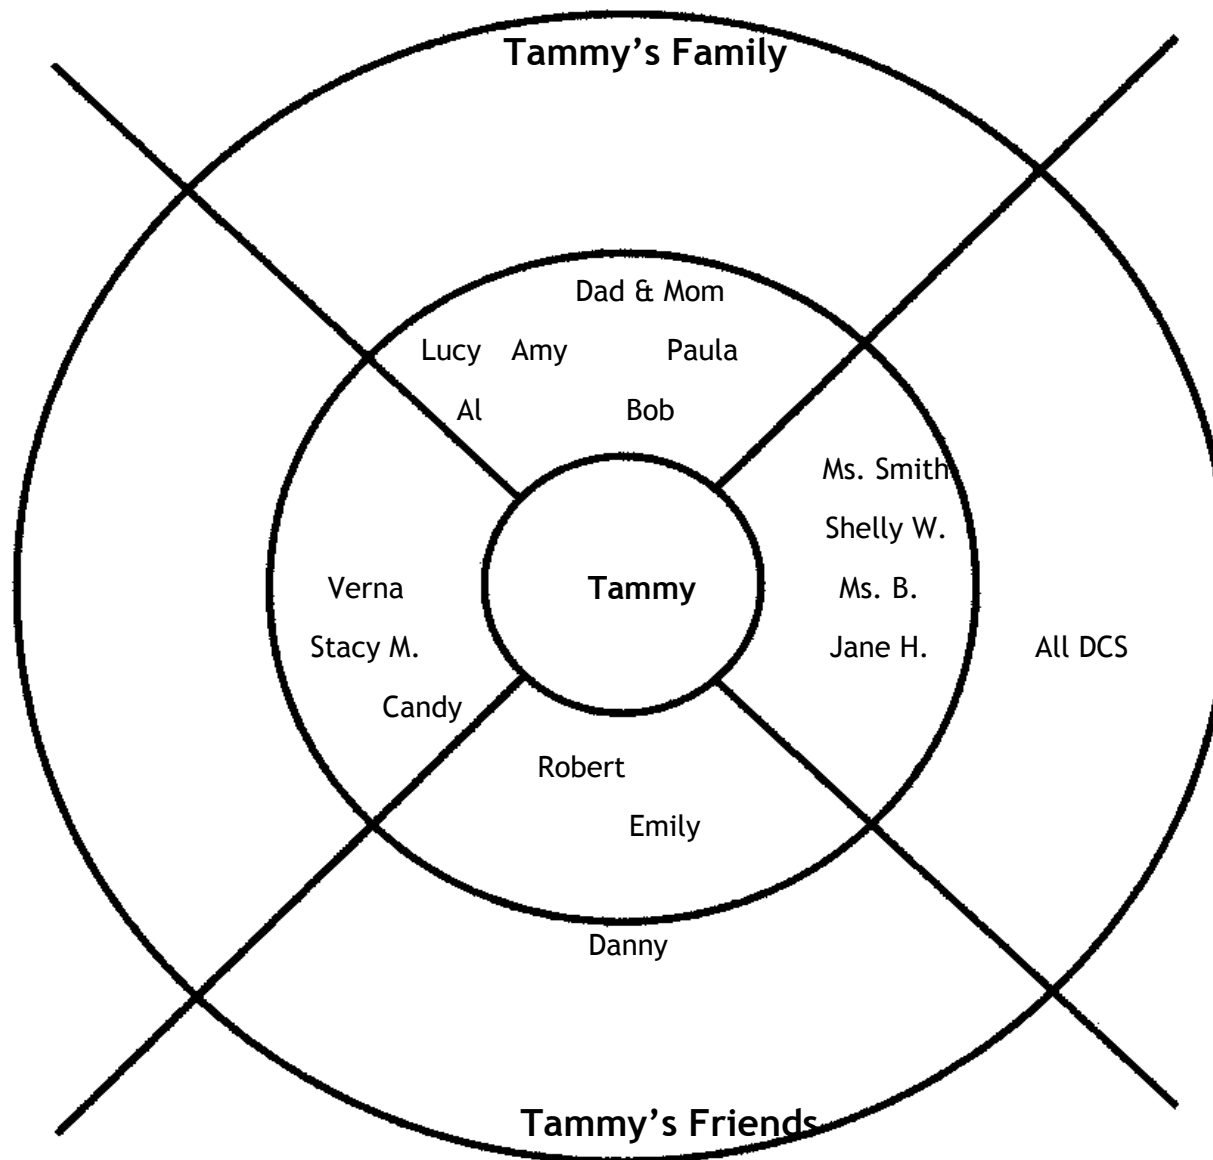 Tammy’s Family
Dad & Mom
Lucy Amy Paula
Al Bob
Ms. Smith
Shelly W.
Verna Tammy Ms. B.
Stacy M. Jane H. All DCS
Candy
Robert
Emily
Danny
Tammy’s Friends